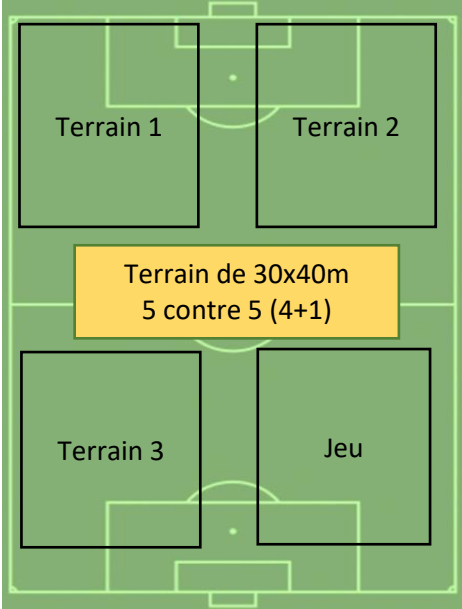 Terrain 1
Terrain 2
Terrain de 30x40m
5 contre 5 (4+1)
Terrain 3
Jeu